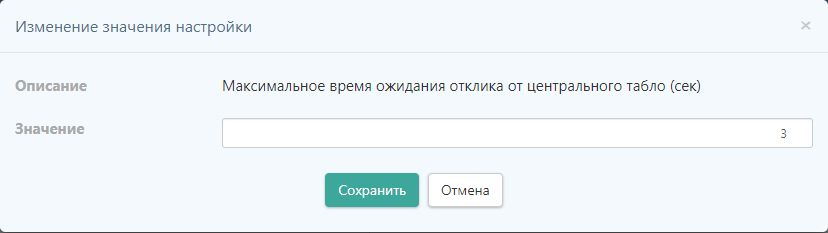 Изменение значения настройки
×
Описание Максимальное время ожидания отклика от центрального табло (сек)
Значение 3
Сохранить Отмена